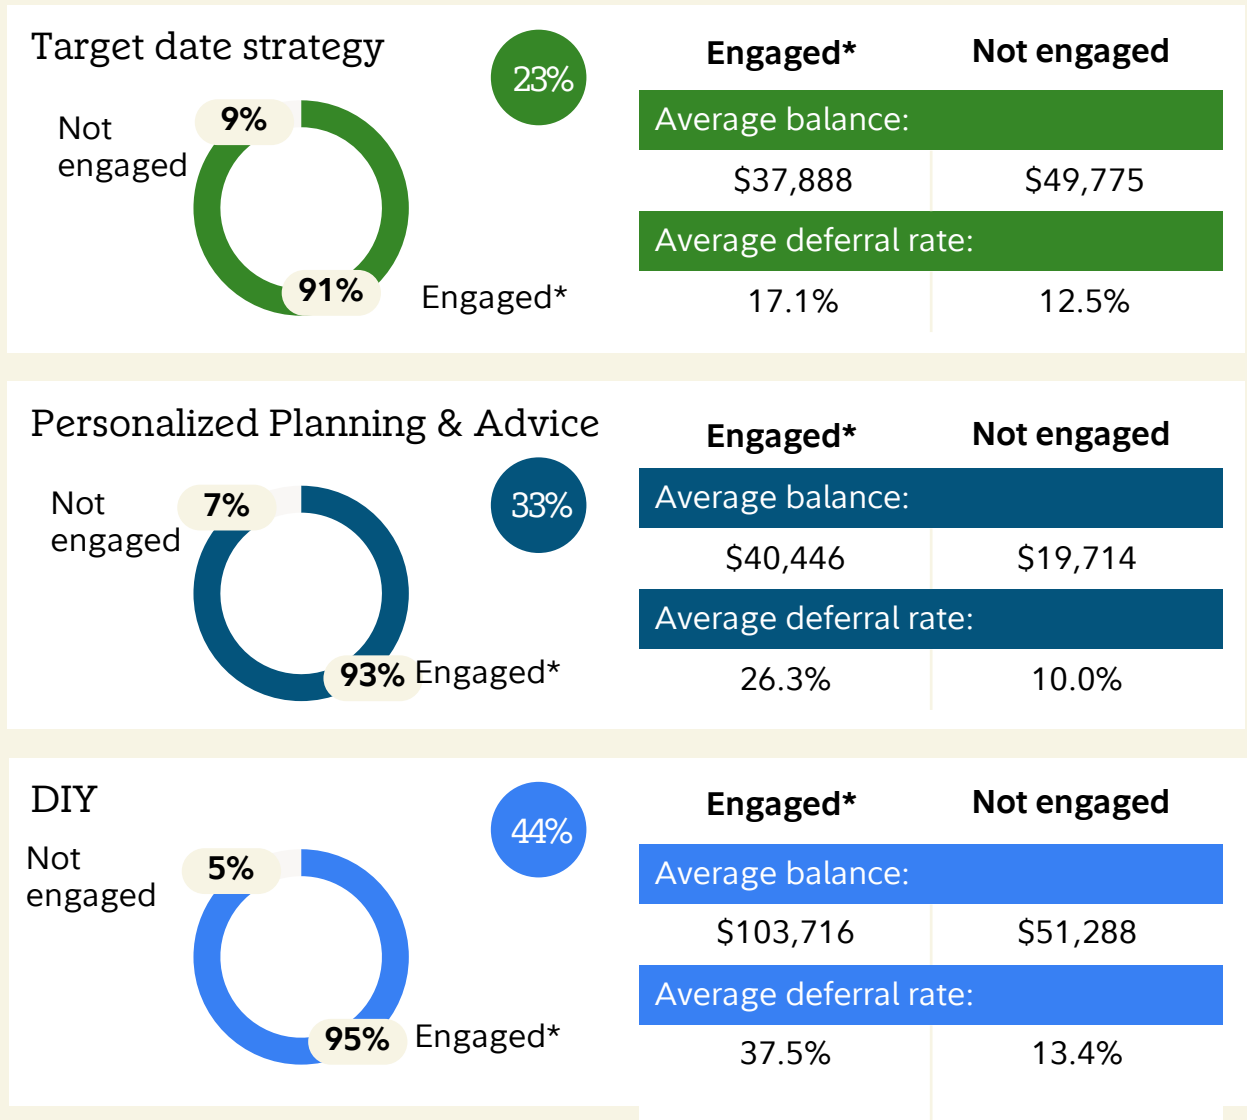 Target date strategy
23%
Not
engaged
9%
91%
Engaged*
Engaged* Not engaged
Average balance:
$37,888 $49,775
Average deferral rate:
17.1% 12.5%
Personalized Planning & Advice
33%
Not
engaged
7%
93%
Engaged*
Engaged* Not engaged
Average balance:
$40,446 $19,714
Average deferral rate:
26.3% 10.0%
DIY
44%
Not
engaged
5%
95%
Engaged*
Engaged* Not engaged
Average balance:
$103,716 $51,288
Average deferral rate:
37.5% 13.4%